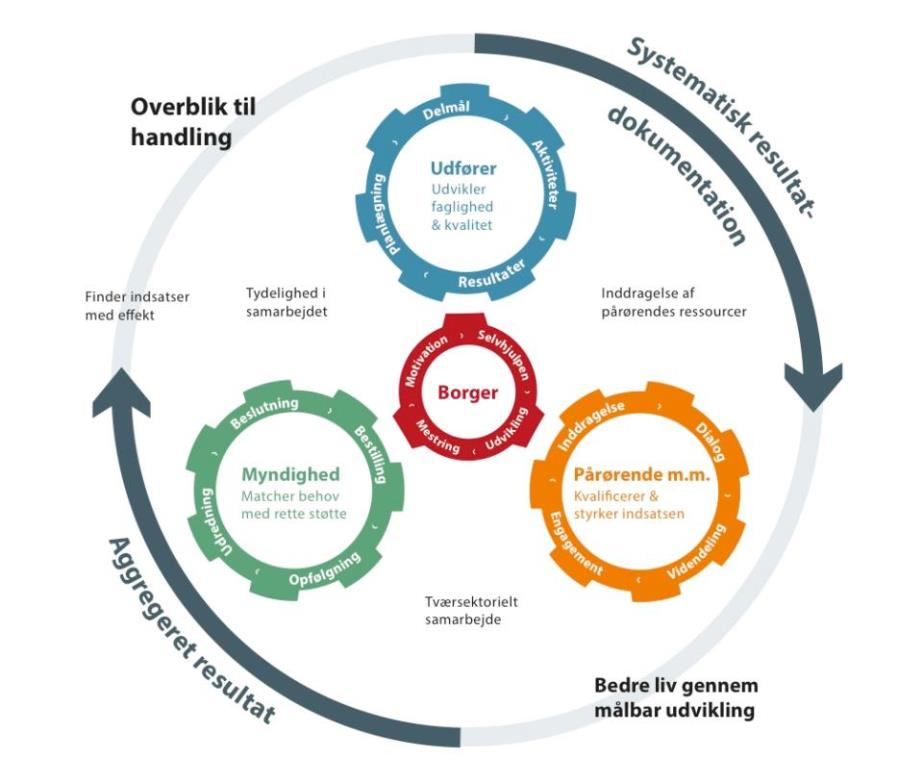 Systematisk resultat-
dokumentation
Overblik til
handling
Delmål
Aktiviteter
Resultater
Planlægning
Udfører
Udvikler
faglighed
& kvalitet
Finder indsatser
med effekt
Tydelighed i
samarbejdet
Inddragelse af
pårørendes ressourcer
Motivation
Selvhjulpen
Udvikling
Mestring
Borger
Beslutning
Bestilling
Opfølgning
Udredning
Myndighed
Matcher behov
med rette støtte
Inddragelse
Dialog
Videndeling
Engagement
Pårørende m.m.
Kvalificerer &
styrker indsatsen
Tværsektorielt
samarbejde
Aggregeret resultat
Bedre liv gennem
målbar udvikling